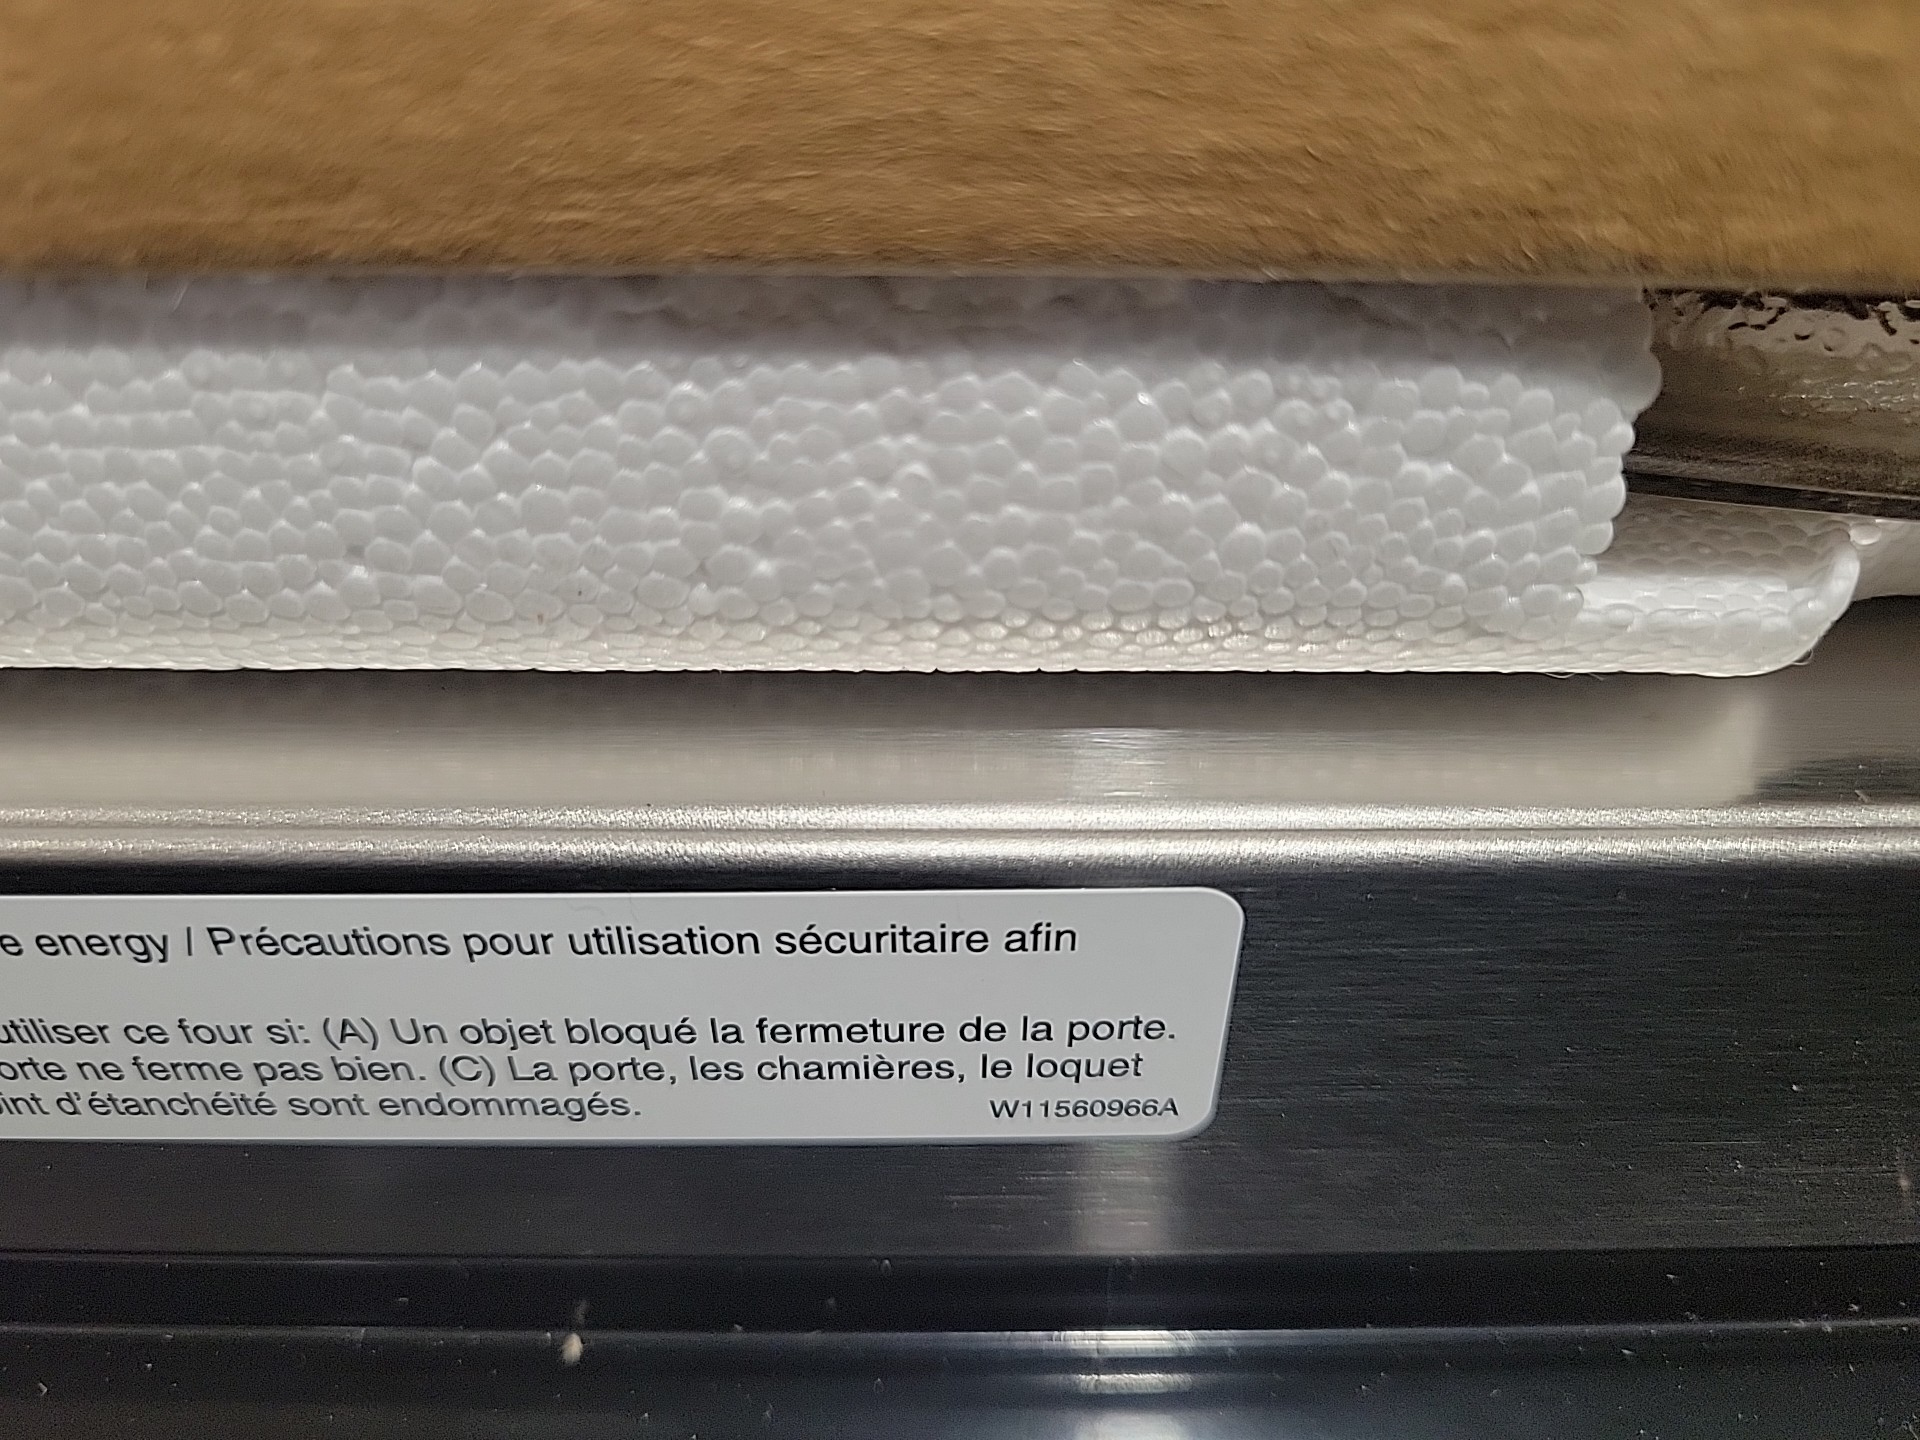 e energy / Précautions pour utilisation sécuritaire afin
utiliser ce four si: (A) Un objet bloqué la fermeture de la porte.
orte ne ferme pas bien. (C) La porte, les chamières, le loquet
int d'étanchéité sont endommagés.
W11560966A